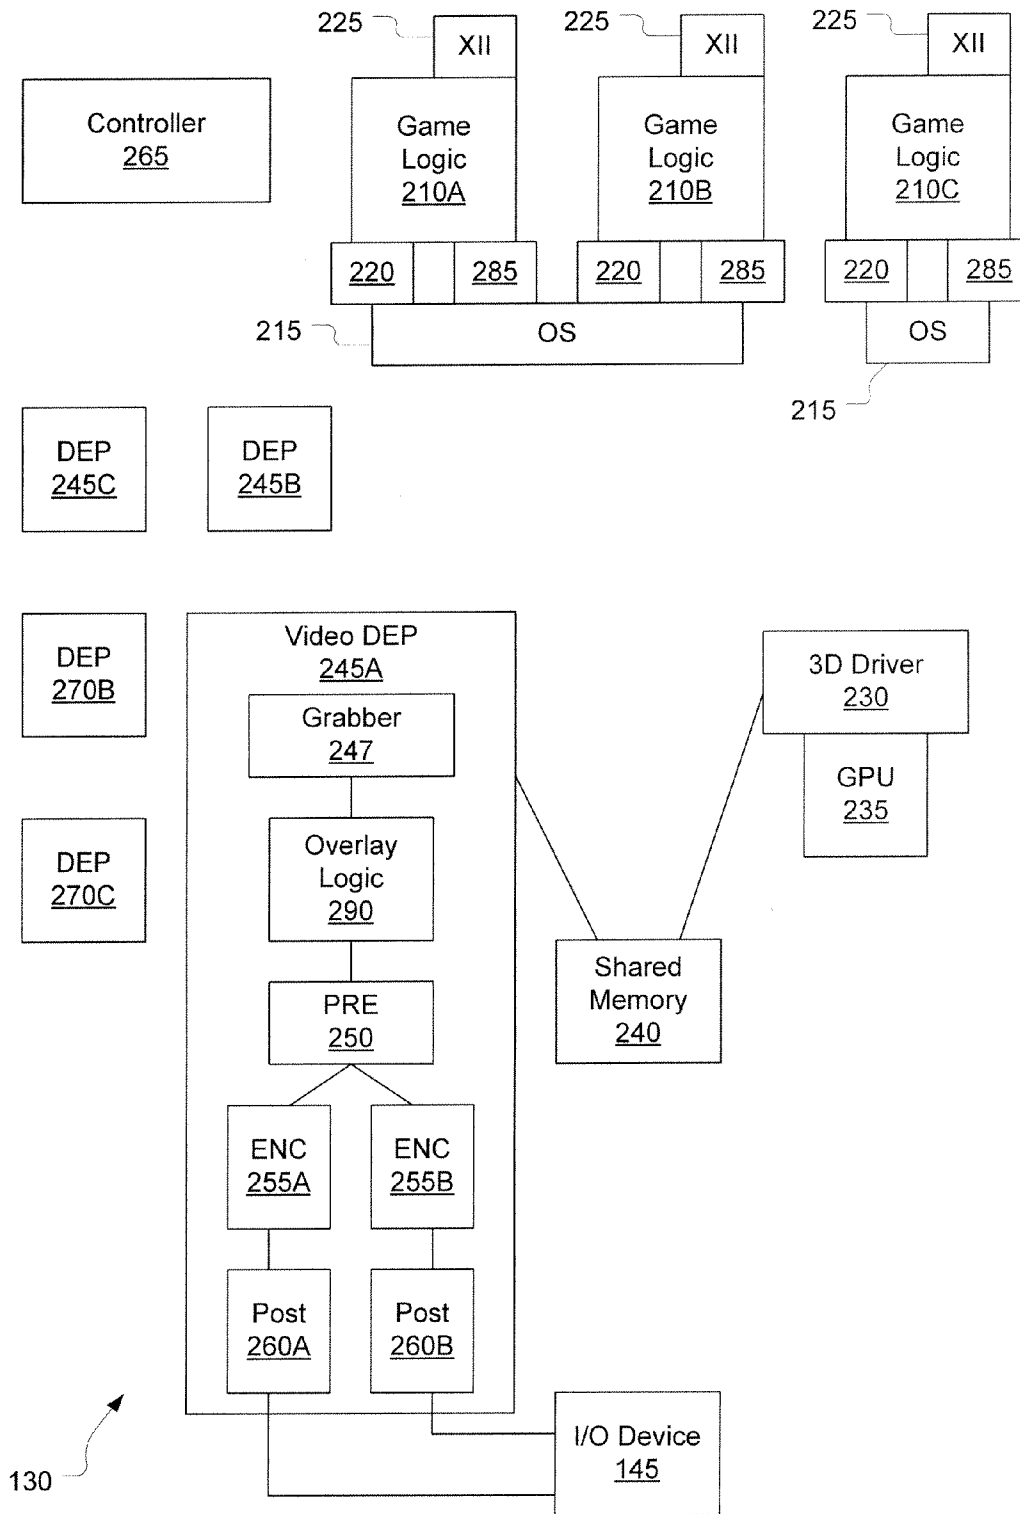 225
XII
225
XII
225
XII
Controller
265
Game
Logic
210A
Game
Logic
210B
Game
Logic
210C
220
285
220
285
220
285
215
OS
OS
215
DEP
245C
DEP
245B
DEP
270B
Video DEP
245A
3D Driver
230
Grabber
247
GPU
235
DEP
270C
Overlay
Logic
290
Shared
Memory
240
PRE
250
ENC
255A
ENC
255B
Post
260A
Post
260B
I/O Device
145
130